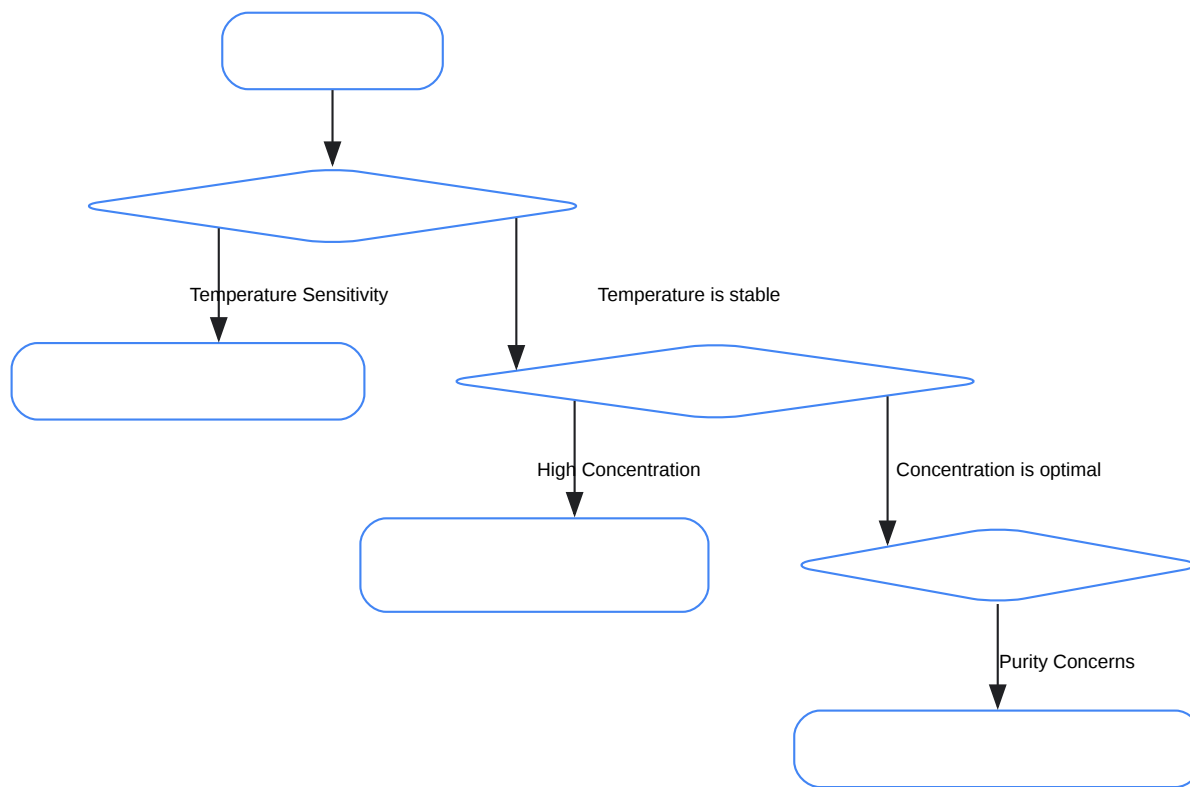 Temperature Sensitivity
Temperature is stable
High Concentration
Concentration is optimal
Purity Concerns